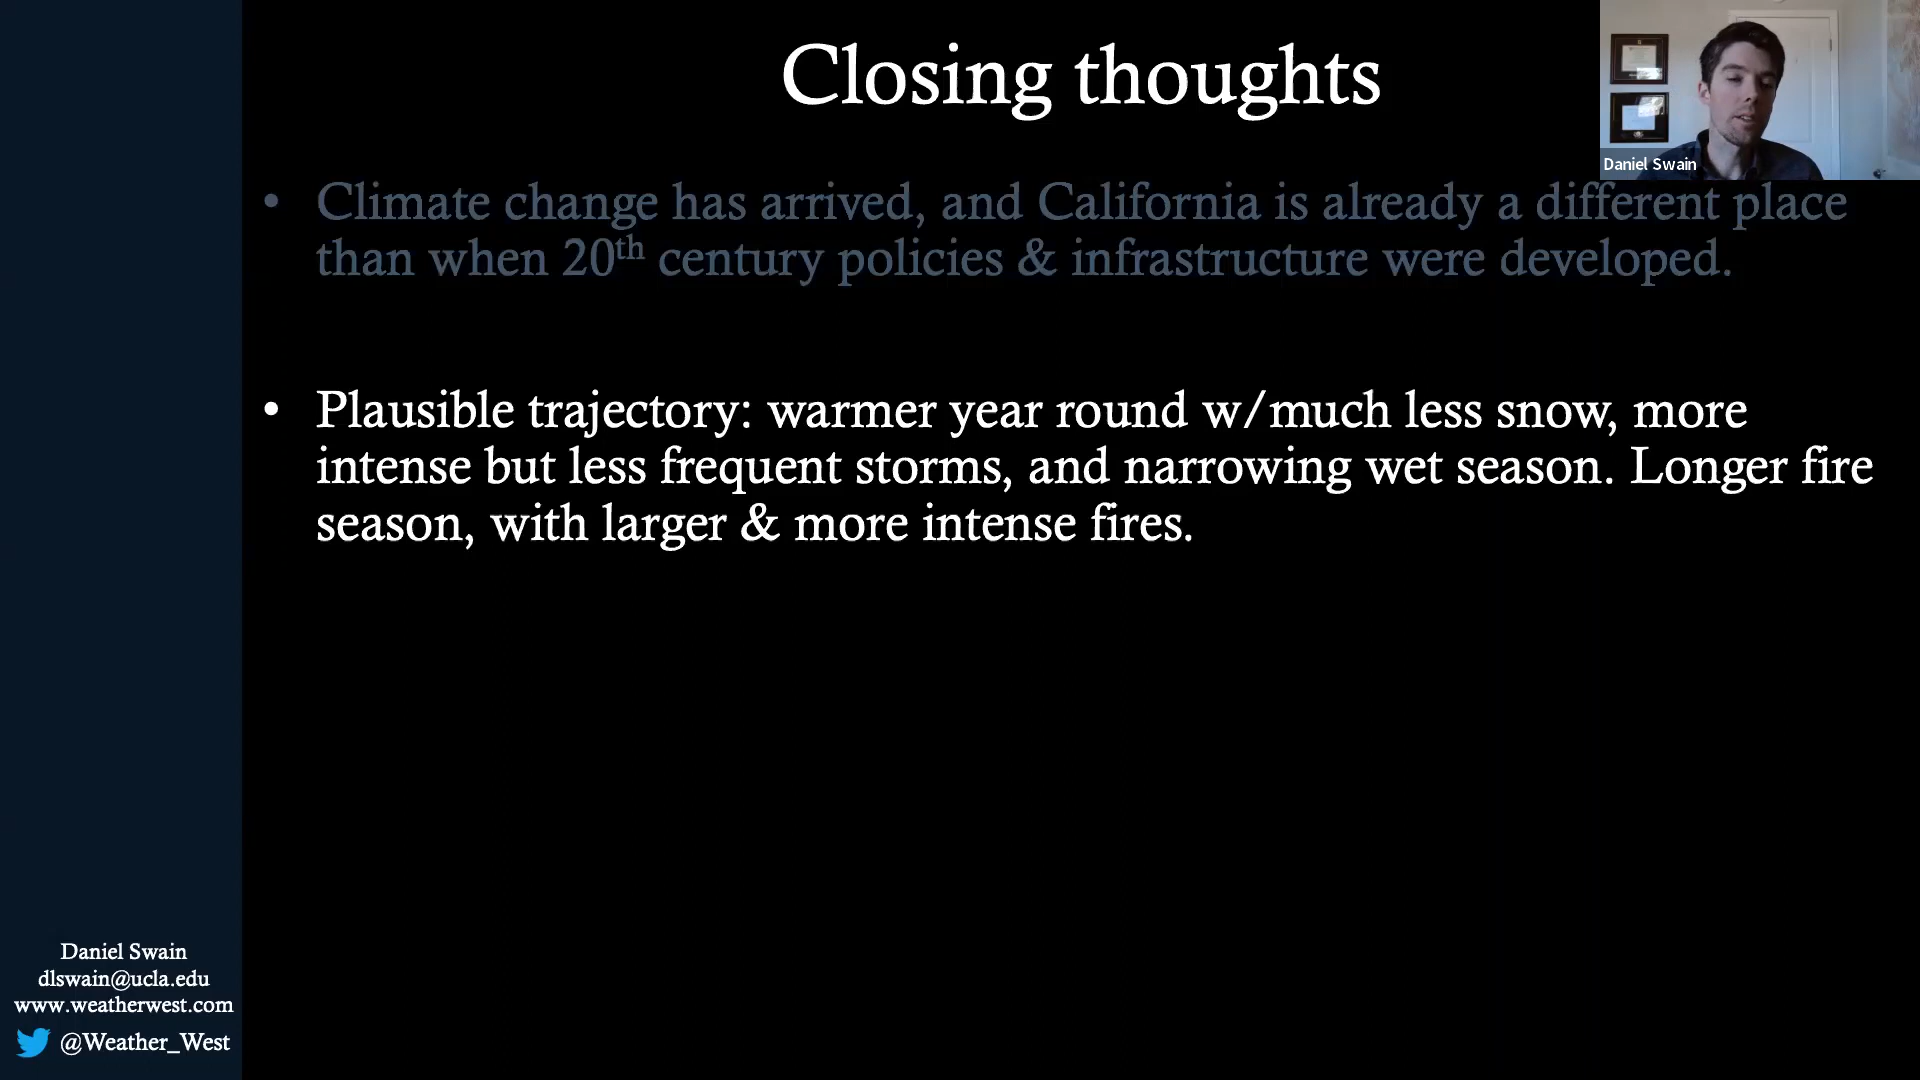 Closing thoughts
Daniel Swain
• Climate change has arrived, and California is already a different place
than when 20th century policies & infrastructure were developed.
• Plausible trajectory: warmer year round w/much less snow, more
intense but less frequent storms, and narrowing wet season. Longer fire
season, with larger & more intense fires.
Daniel Swain
dlswain@ucla.edu
www.weatherwest.com
@Weather_West